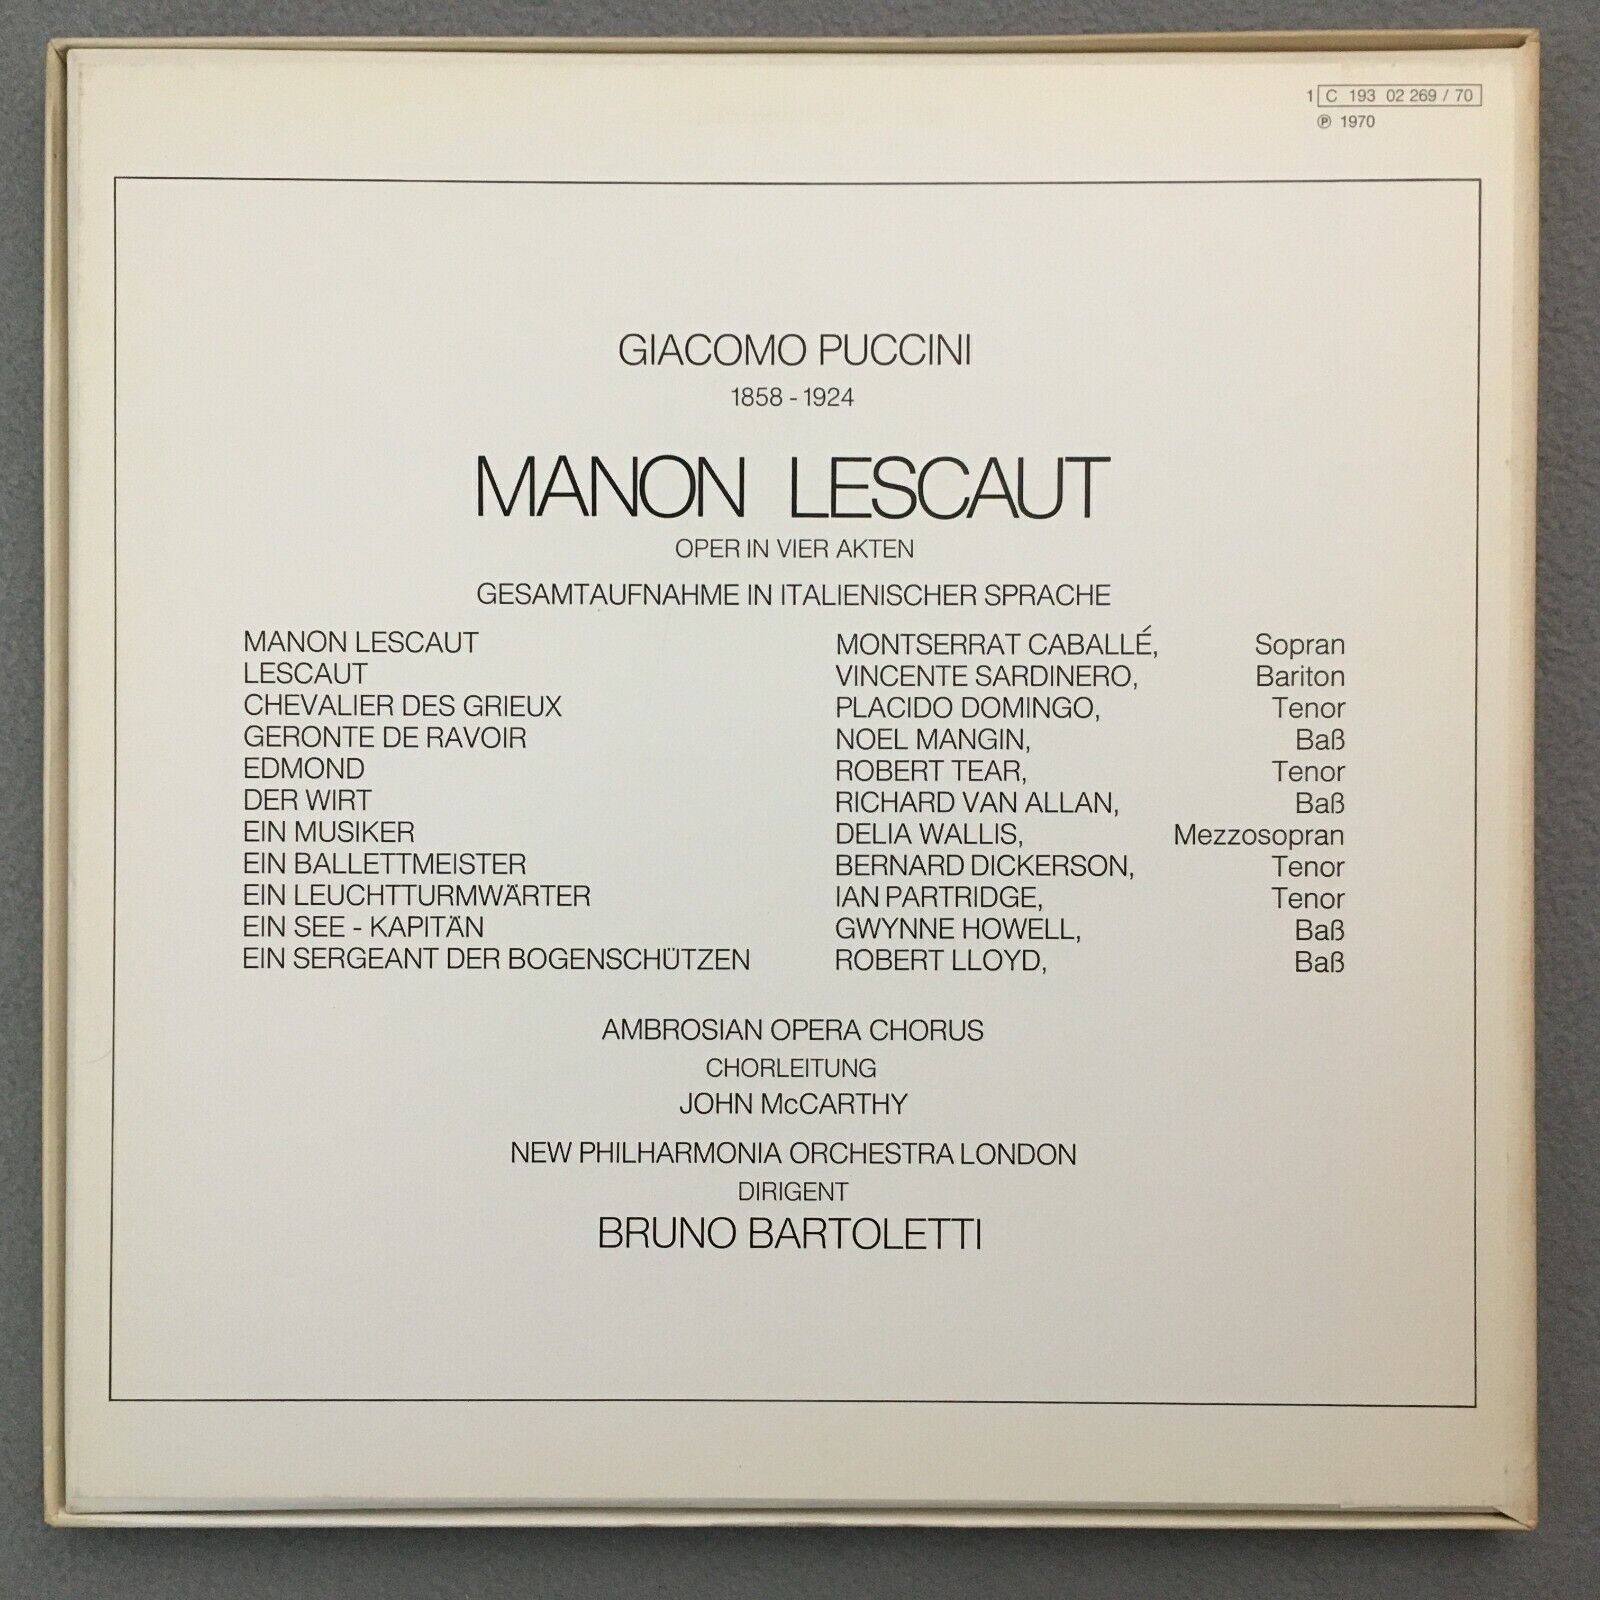 1 C 193 02 269 / 70
℗ 1970
GIACOMO PUCCINI
1858 - 1924
MANON LESCAUT
OPER IN VIER AKTEN
GESAMTAUFNAHME IN ITALIENISCHER SPRACHE
MANON LESCAUT MONTSERRAT CABALLÉ, Sopran
LESCAUT VINCENTE SARDINERO, Bariton
CHEVALIER DES GRIEUX PLACIDO DOMINGO, Tenor
GERONTE DE RAVOIR NOEL MANGIN, Baß
EDMOND ROBERT TEAR, Tenor
DER WIRT RICHARD VAN ALLAN, Baß
EIN MUSIKER DELIA WALLIS, Mezzosopran
EIN BALLETTMEISTER BERNARD DICKERSON, Tenor
EIN LEUCHTTURMWÄRTER IAN PARTRIDGE, Tenor
EIN SEE - KAPITÄN GWYNNE HOWELL, Baß
EIN SERGEANT DER BOGENSCHÜTZEN ROBERT LLOYD, Baß
AMBROSIAN OPERA CHORUS
CHORLEITUNG
JOHN McCARTHY
NEW PHILHARMONIA ORCHESTRA LONDON
DIRIGENT
BRUNO BARTOLETTI